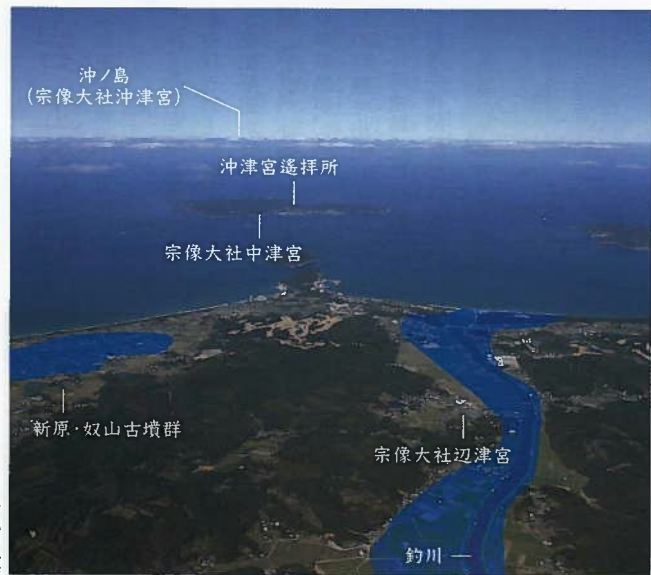 沖ノ島
(宗像大社沖津宮)
沖津宮遙拝所
宗像大社中津宮
新原・奴山古墳群
宗像大社辺津宮
釣川